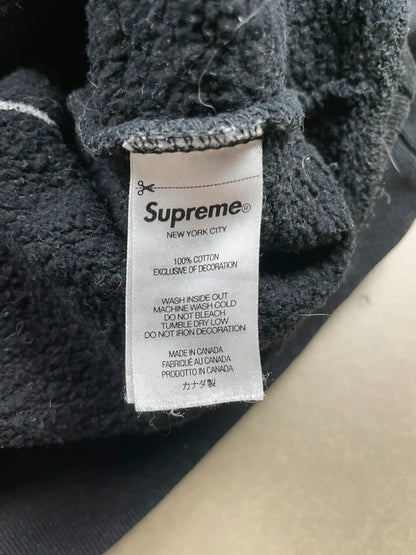 Supreme®
NEW YORK CITY
100% COTTON
EXCLUSIVE OF DECORATION
WASH INSIDE OUT
MACHINE WASH COLD
DO NOT BLEACH
TUMBLE DRY LOW
DO NOT IRON DECORATION
MADE IN CANADA
FABRIQUÉ AU CANADA
PRODOTTO IN CANADA
カナダ製